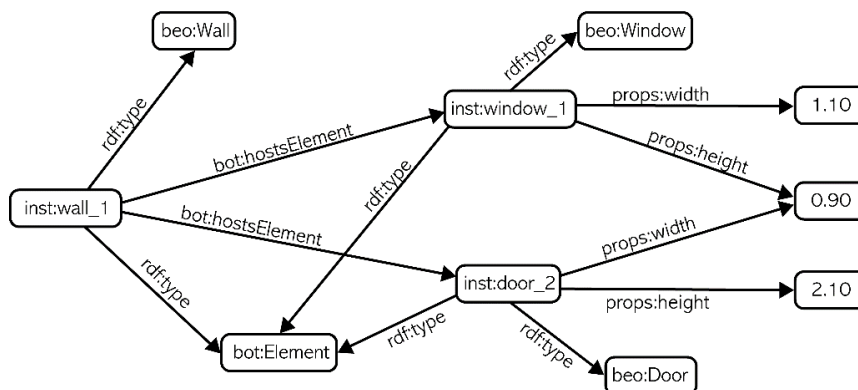 beo:Wall
beo:Window
rdf:type
rdf:type
inst:window_1
props:width
1.10
bot:hostsElement
props:height
rdf:type
inst:wall_1
0.90
bot:hostsElement
props:width
rdf:type
inst:door_2
props:height
2.10
bot:Element
rdf:type
rdf:type
beo:Door